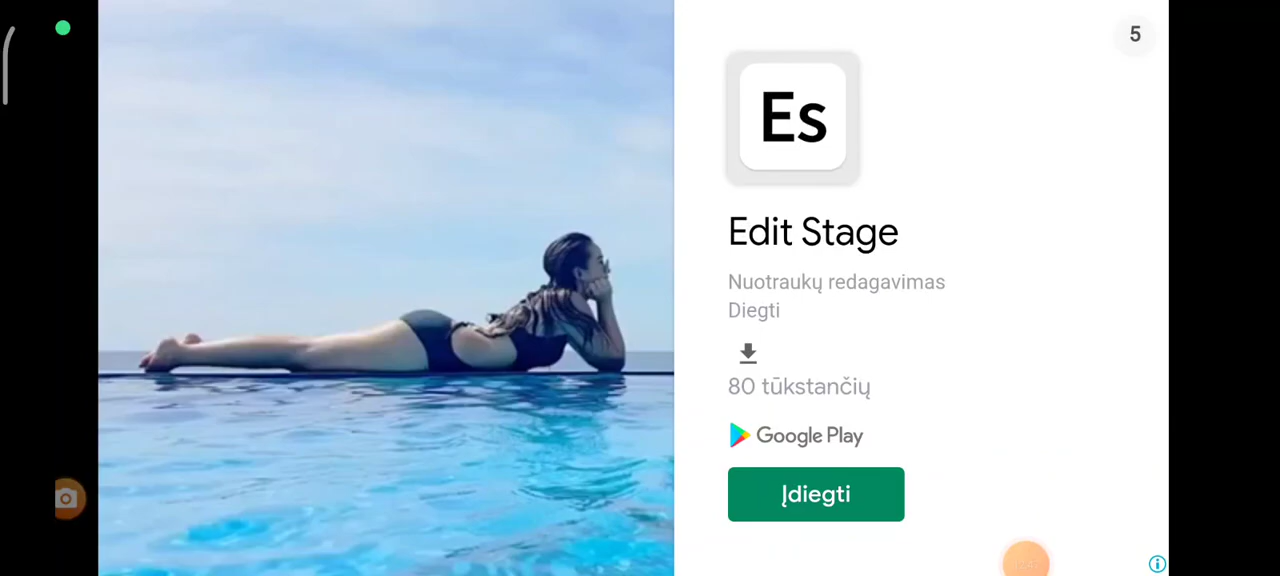 5
Es
Edit Stage
Nuotraukų redagavimas
Diegti
80 tūkstančių
Google Play
Įdiegti